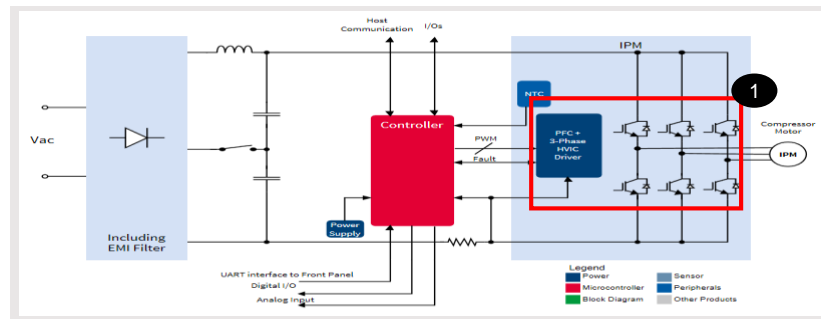 Host
Communication
I/Os
IPM
NTC
1
Controller
PFC +
3-Phase
HVIC
Driver
PWM
Fault
Compressor
Motor
IPM
Vac
Including
EMI Filter
Power
Supply
UART interface to Front Panel
Digital I/O
Analog Input
Legend
Power
Sensor
Microcontroller
Peripherals
Block Diagram
Other Products